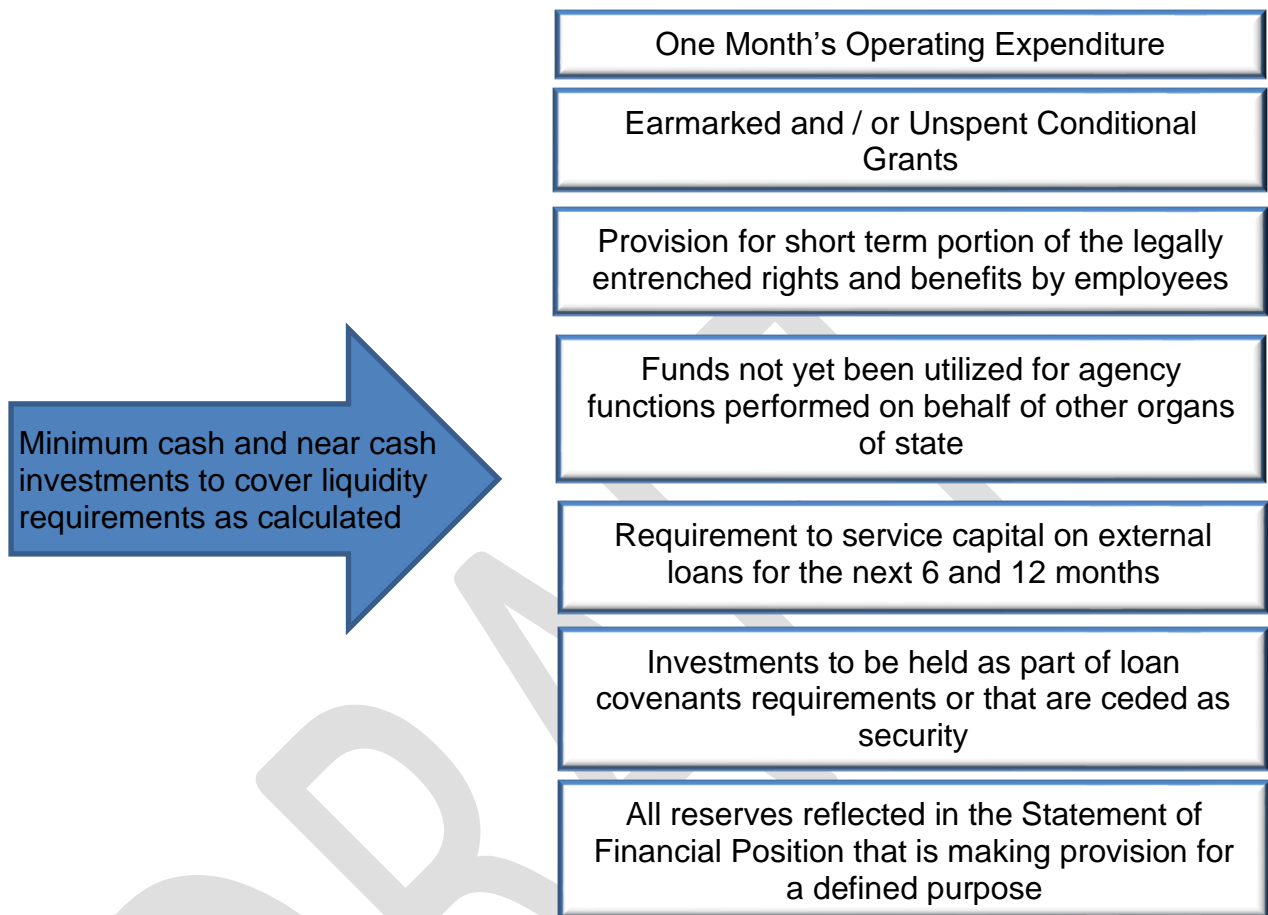 One Month’s Operating Expenditure
Earmarked and / or Unspent Conditional
Grants
Provision for short term portion of the legally
entrenched rights and benefits by employees
Funds not yet been utilized for agency
functions performed on behalf of other organs
of state
Minimum cash and near cash
investments to cover liquidity
requirements as calculated
Requirement to service capital on external
loans for the next 6 and 12 months
Investments to be held as part of loan
covenants requirements or that are ceded as
security
All reserves reflected in the Statement of
Financial Position that is making provision for
a defined purpose